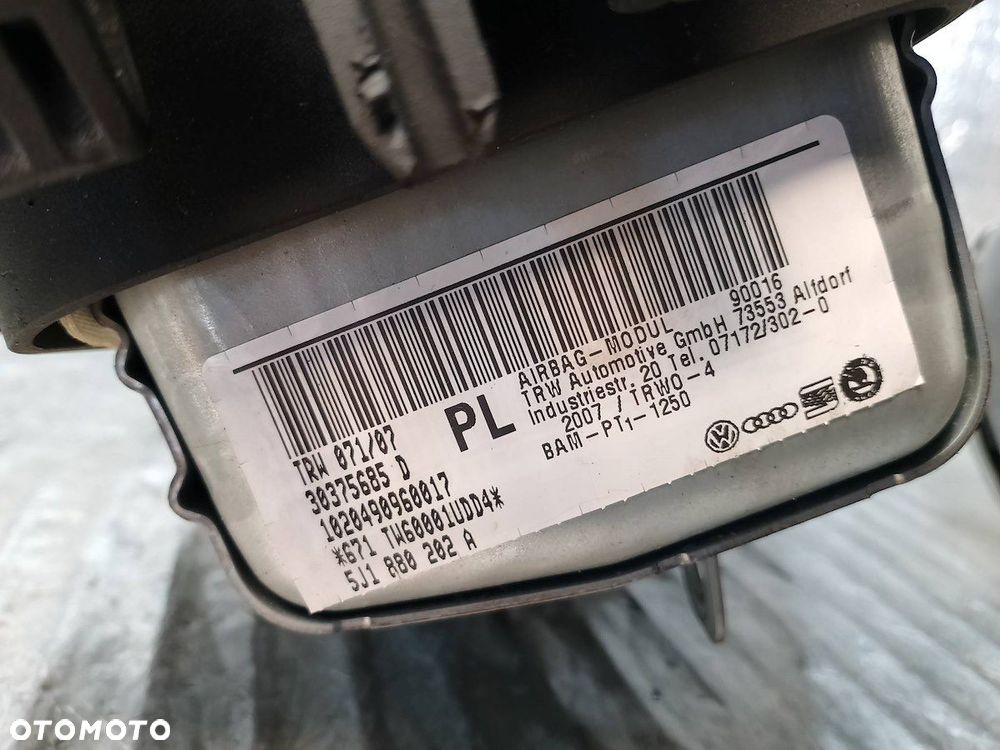 90016
AIRBAG-MODUL
TRW Automotive GmbH 73553 Alfdorf
Industriestr. 20 Tel. 07172/302-0
2007 / TRWO-4
BAM-PT1-1250
PL
TRW 071/07
30375685 D
1020490960017
*671 TW60001UDD4*
5J1 880 202 A
OTOMOTO